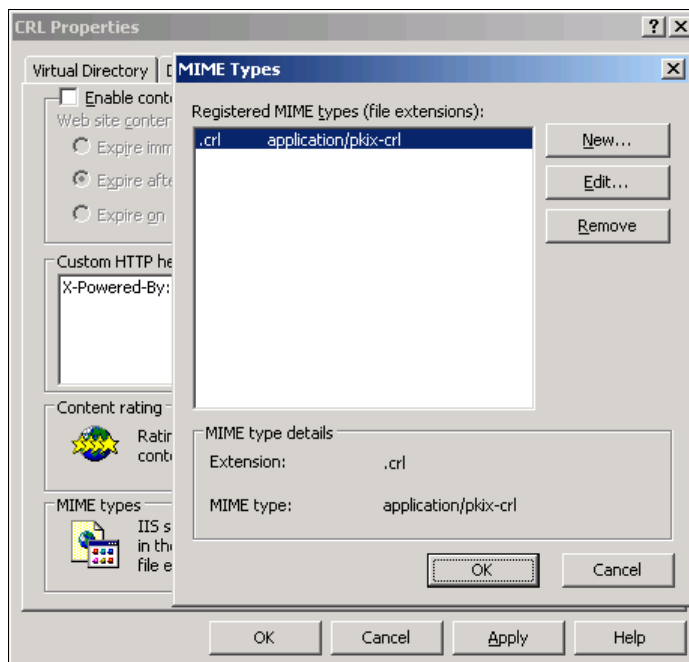 CRL Properties
Virtual Directory
MIME Types
Enable cont
Web site conten
Expire imm
Expire afte
Expire on
Custom HTTP he
X-Powered-By:
Content rating
Ratin
conte
MIME types
IIS s
in the
file e
Registered MIME types (file extensions):
.crl application/pkix-crl
New...
Edit...
Remove
MIME type details
Extension: .crl
MIME type: application/pkix-crl
OK Cancel
OK Cancel Apply Help